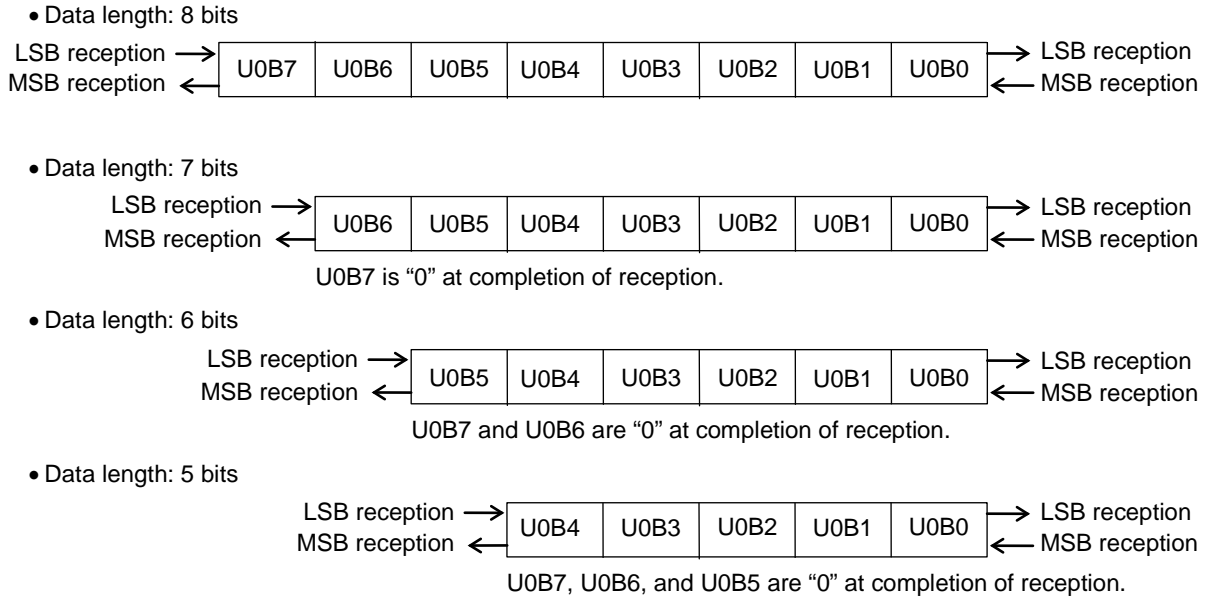 • Data length: 8 bits
LSB reception → U0B7 U0B6 U0B5 U0B4 U0B3 U0B2 U0B1 U0B0 → LSB reception
MSB reception ← ← MSB reception
• Data length: 7 bits
LSB reception → U0B6 U0B5 U0B4 U0B3 U0B2 U0B1 U0B0 → LSB reception
MSB reception ← ← MSB reception
U0B7 is “0” at completion of reception.
• Data length: 6 bits
LSB reception → U0B5 U0B4 U0B3 U0B2 U0B1 U0B0 → LSB reception
MSB reception ← ← MSB reception
U0B7 and U0B6 are “0” at completion of reception.
• Data length: 5 bits
LSB reception → U0B4 U0B3 U0B2 U0B1 U0B0 → LSB reception
MSB reception ← ← MSB reception
U0B7, U0B6, and U0B5 are “0” at completion of reception.